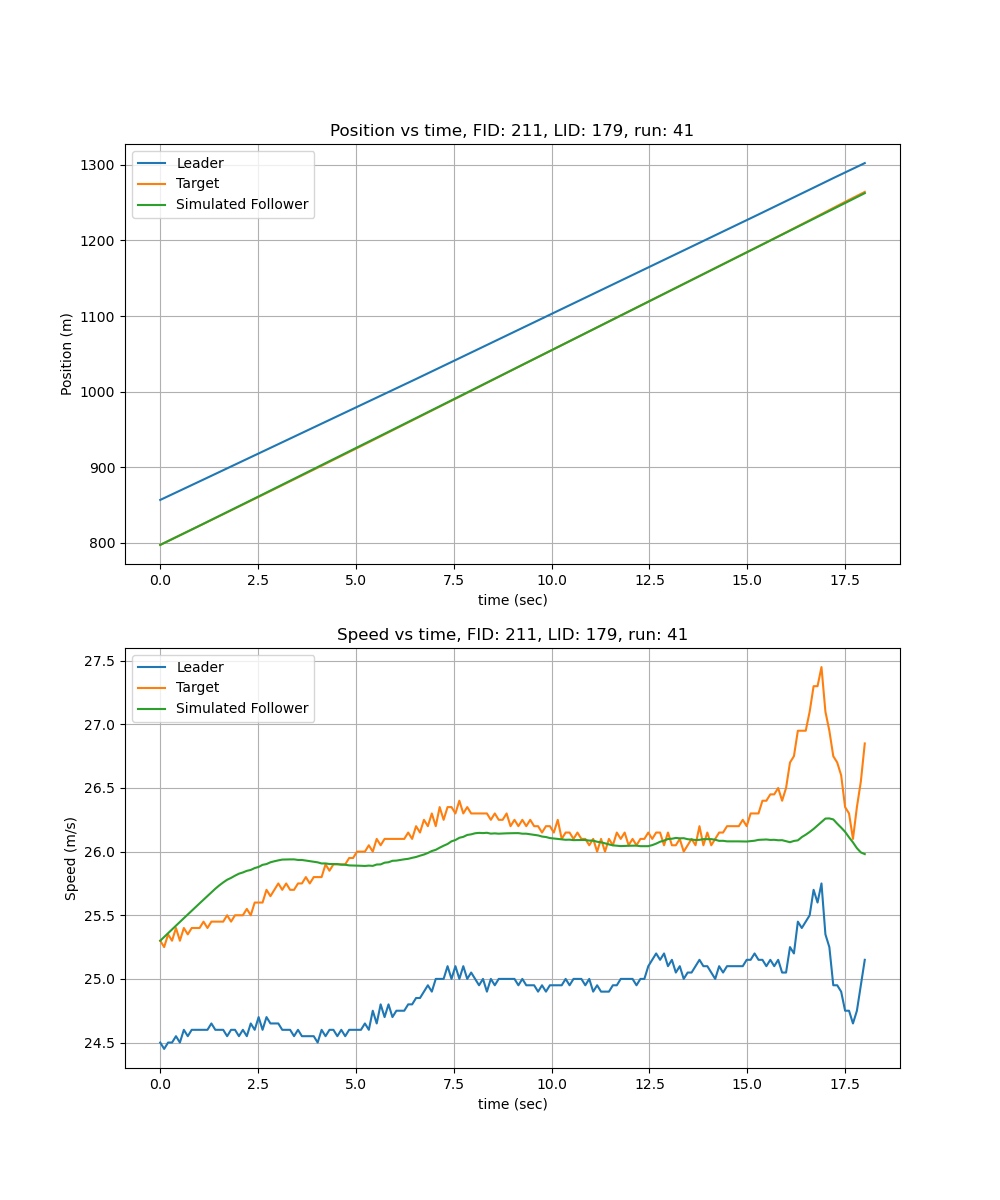 Position vs time, FID: 211, LID: 179, run: 41
Leader
Target
Simulated Follower
1300
1200
1100
1000
900
800
Position (m)
0.0 2.5 5.0 7.5 10.0 12.5 15.0 17.5
time (sec)
Speed vs time, FID: 211, LID: 179, run: 41
Leader
Target
Simulated Follower
27.5
27.0
26.5
26.0
25.5
25.0
24.5
Speed (m/s)
0.0 2.5 5.0 7.5 10.0 12.5 15.0 17.5
time (sec)